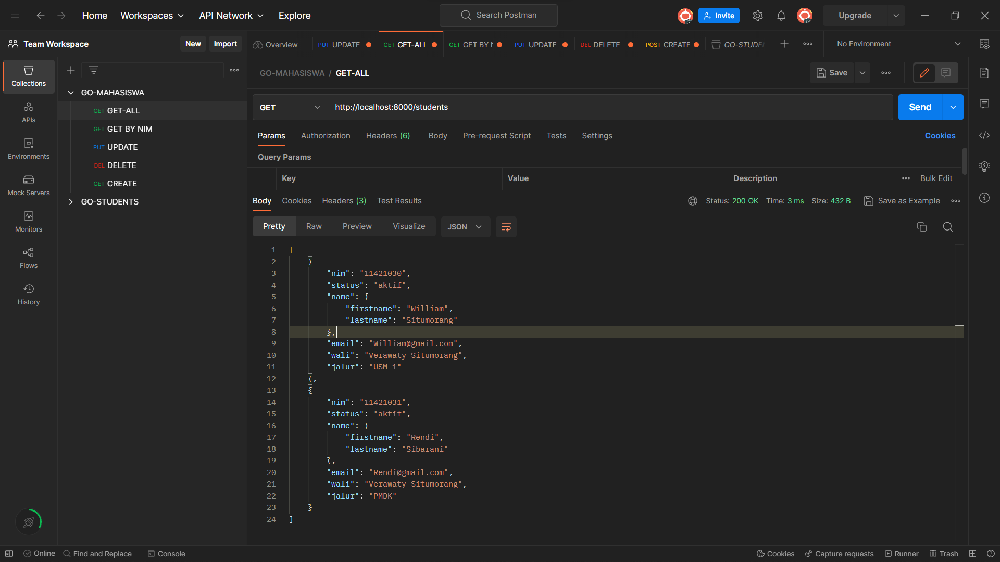 Home Workspaces API Network Explore Search Postman Invite Upgrade
Team Workspace New Import Overview PUT UPDATE GET GET-ALL GET GET BY N PUT UPDATE DEL DELETE POST CREATE GO-STUDE No Environment
Collections
APIs
Environments
Mock Servers
Monitors
Flows
History
GO-MAHASISWA
GET GET-ALL
GET GET BY NIM
PUT UPDATE
DEL DELETE
GET CREATE
GO-STUDENTS
GO-MAHASISWA / GET-ALL Save
GET http://localhost:8000/students Send
Params Authorization Headers (6) Body Pre-request Script Tests Settings Cookies
Query Params
Key Value Description Bulk Edit
Body Cookies Headers (3) Test Results Status: 200 OK Time: 3 ms Size: 432 B Save as Example
Pretty Raw Preview Visualize JSON
1 [
2 {
3 "nim": "11421030",
4 "status": "aktif",
5 "name": {
6 "firstname": "William",
7 "lastname": "Situmorang"
8 },
9 "email": "William@gmail.com",
10 "wali": "Verawaty Situmorang",
11 "jalur": "USM 1"
12 },
13 {
14 "nim": "11421031",
15 "status": "aktif",
16 "name": {
17 "firstname": "Rendi",
18 "lastname": "Sibarani"
19 },
20 "email": "Rendi@gmail.com",
21 "wali": "Verawaty Situmorang",
22 "jalur": "PMDK"
23 }
24 ]
Online Find and Replace Console Cookies Capture requests Runner Trash